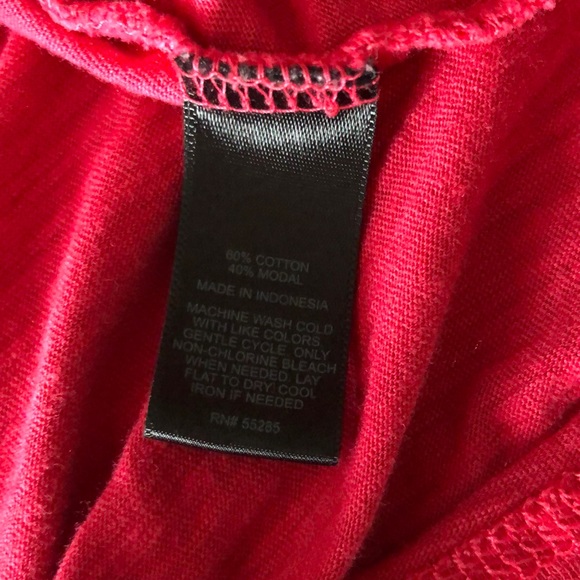 60% COTTON
40% MODAL
MADE IN INDONESIA
MACHINE WASH COLD
WITH LIKE COLORS,
GENTLE CYCLE. ONLY
NON-CHLORINE BLEACH
WHEN NEEDED. LAY
FLAT TO DRY. COOL
IRON IF NEEDED
RN# 55285